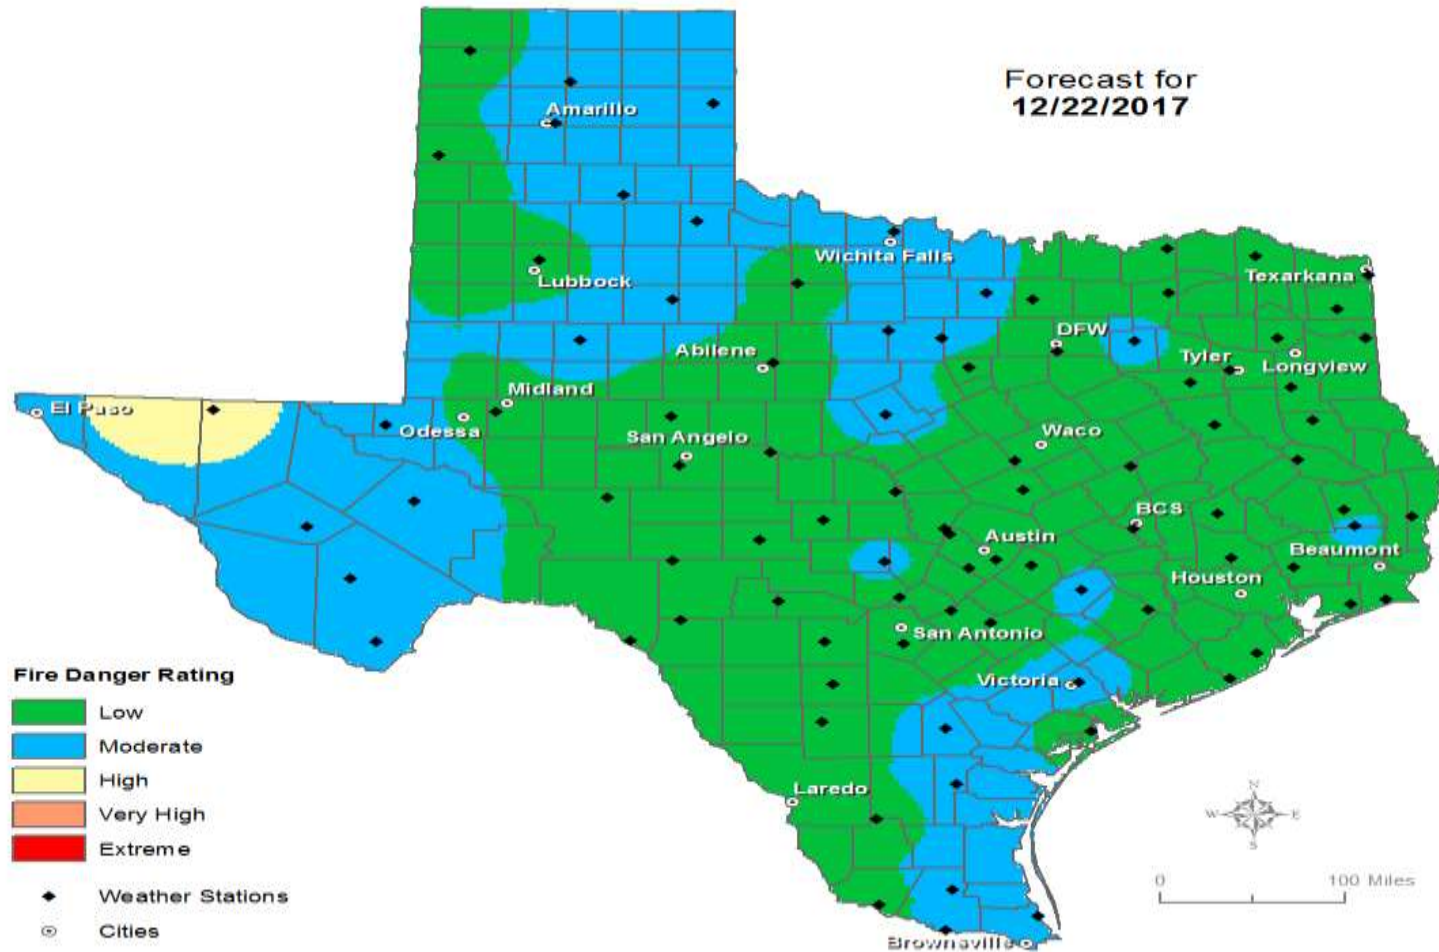 Forecast for
12/22/2017
Amarillo
Wichita Falls
Lubbock
Texarkana
DFW
Abilene
Tyler
Longview
Midland
El Paso
Odessa
San Angelo
Waco
BCS
Austin
Beaumont
Houston
San Antonio
Victoria
Laredo
Brownsville
Fire Danger Rating
Low
Moderate
High
Very High
Extreme
Weather Stations
Cities
N
W E
S
0 100 Miles